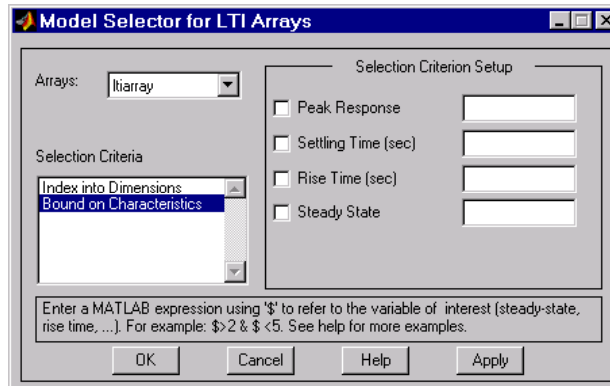 Model Selector for LTI Arrays
Arrays:
ltiarray
Selection Criteria
Index into Dimensions
Bound on Characteristics
Selection Criterion Setup
Peak Response
Settling Time (sec)
Rise Time (sec)
Steady State
Enter a MATLAB expression using '$' to refer to the variable of interest (steady-state,
rise time, ...). For example: $>2 & $ <5. See help for more examples.
OK
Cancel
Help
Apply